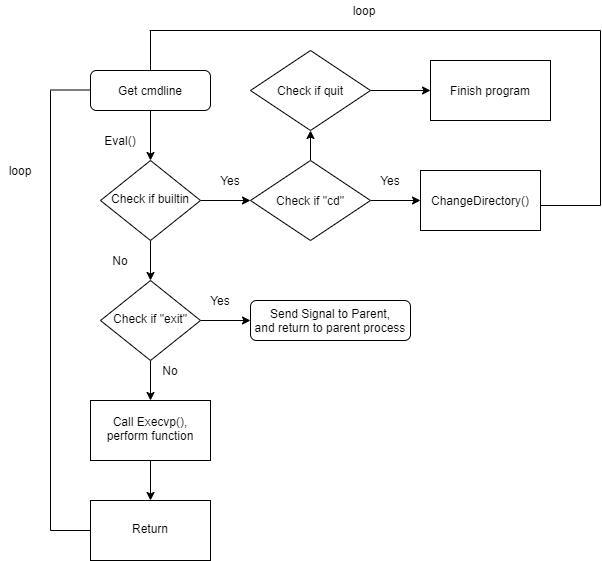 loop
Get cmdline
Check if quit
Finish program
Eval()
loop
Check if builtin
Yes
Check if "cd"
Yes
ChangeDirectory()
No
Check if "exit"
Yes
Send Signal to Parent,
and return to parent process
No
Call Execvp(),
perform function
Return